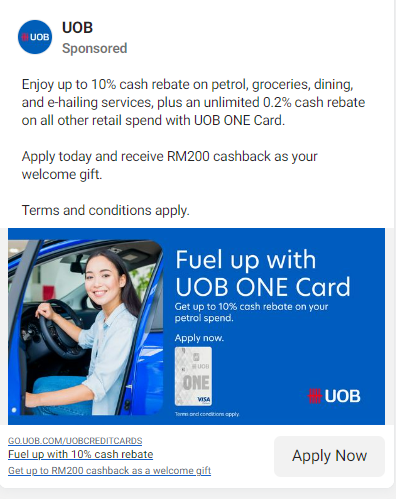 UOB
UOB
Sponsored
Enjoy up to 10% cash rebate on petrol, groceries, dining,
and e-hailing services, plus an unlimited 0.2% cash rebate
on all other retail spend with UOB ONE Card.
Apply today and receive RM200 cashback as your
welcome gift.
Terms and conditions apply.
Fuel up with
UOB ONE Card
Get up to 10% cash rebate on your
petrol spend.
Apply now.
UOB
ONE
VISA
UOB
Terms and conditions apply.
GO.UOB.COM/UOBCREDITCARDS
Fuel up with 10% cash rebate
Get up to RM200 cashback as a welcome gift
Apply Now